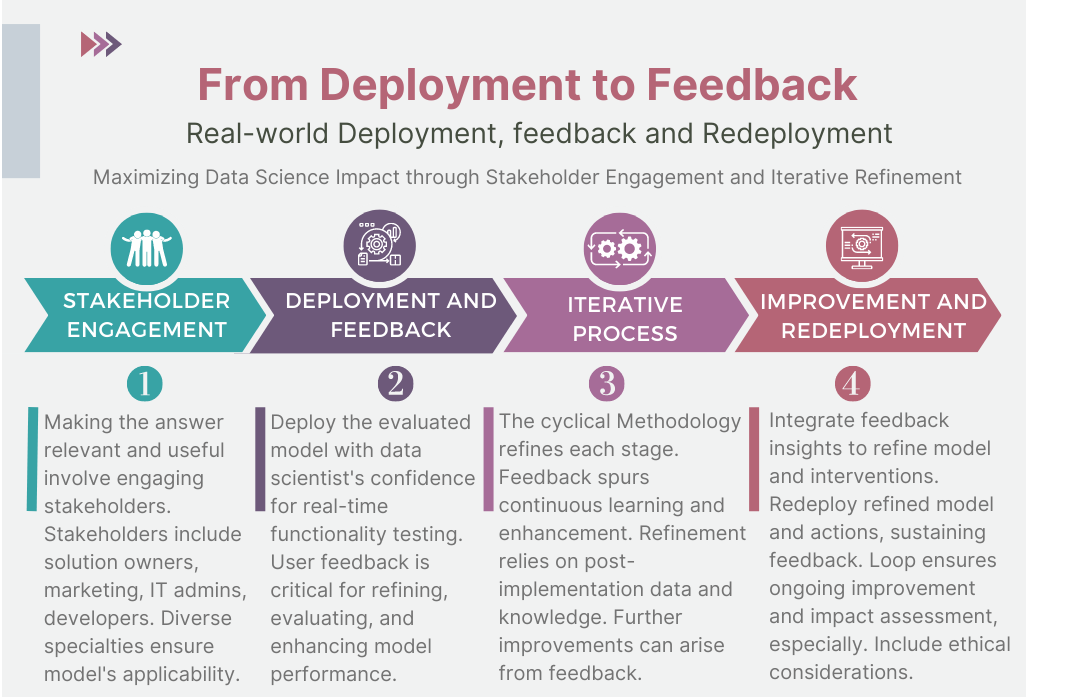 From Deployment to Feedback
Real-world Deployment, feedback and Redeployment
Maximizing Data Science Impact through Stakeholder Engagement and Iterative Refinement
STAKEHOLDER
ENGAGEMENT
1
Making the answer
relevant and useful
involve engaging
stakeholders.
Stakeholders include
solution owners,
marketing, IT admins,
developers. Diverse
specialties ensure
model's applicability.
DEPLOYMENT AND
FEEDBACK
2
Deploy the evaluated
model with data
scientist's confidence
for real-time
functionality testing.
User feedback is
critical for refining,
evaluating, and
enhancing model
performance.
ITERATIVE
PROCESS
3
The cyclical Methodology
refines each stage.
Feedback spurs
continuous learning and
enhancement. Refinement
relies on post-
implementation data and
knowledge. Further
improvements can arise
from feedback.
IMPROVEMENT AND
REDEPLOYMENT
4
Integrate feedback
insights to refine model
and interventions.
Redeploy refined model
and actions, sustaining
feedback. Loop ensures
ongoing improvement
and impact assessment,
especially. Include ethical
considerations.